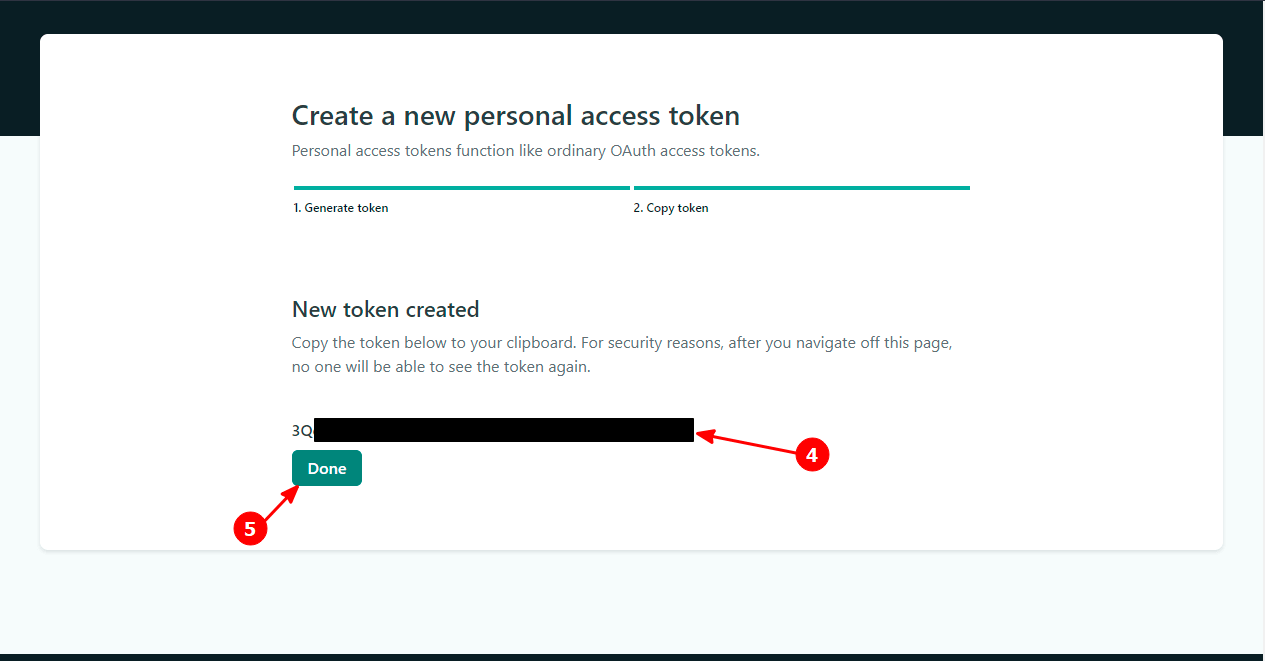 Create a new personal access token
Personal access tokens function like ordinary OAuth access tokens.
1. Generate token
2. Copy token
New token created
Copy the token below to your clipboard. For security reasons, after you navigate off this page,
no one will be able to see the token again.
3Q
4
Done
5